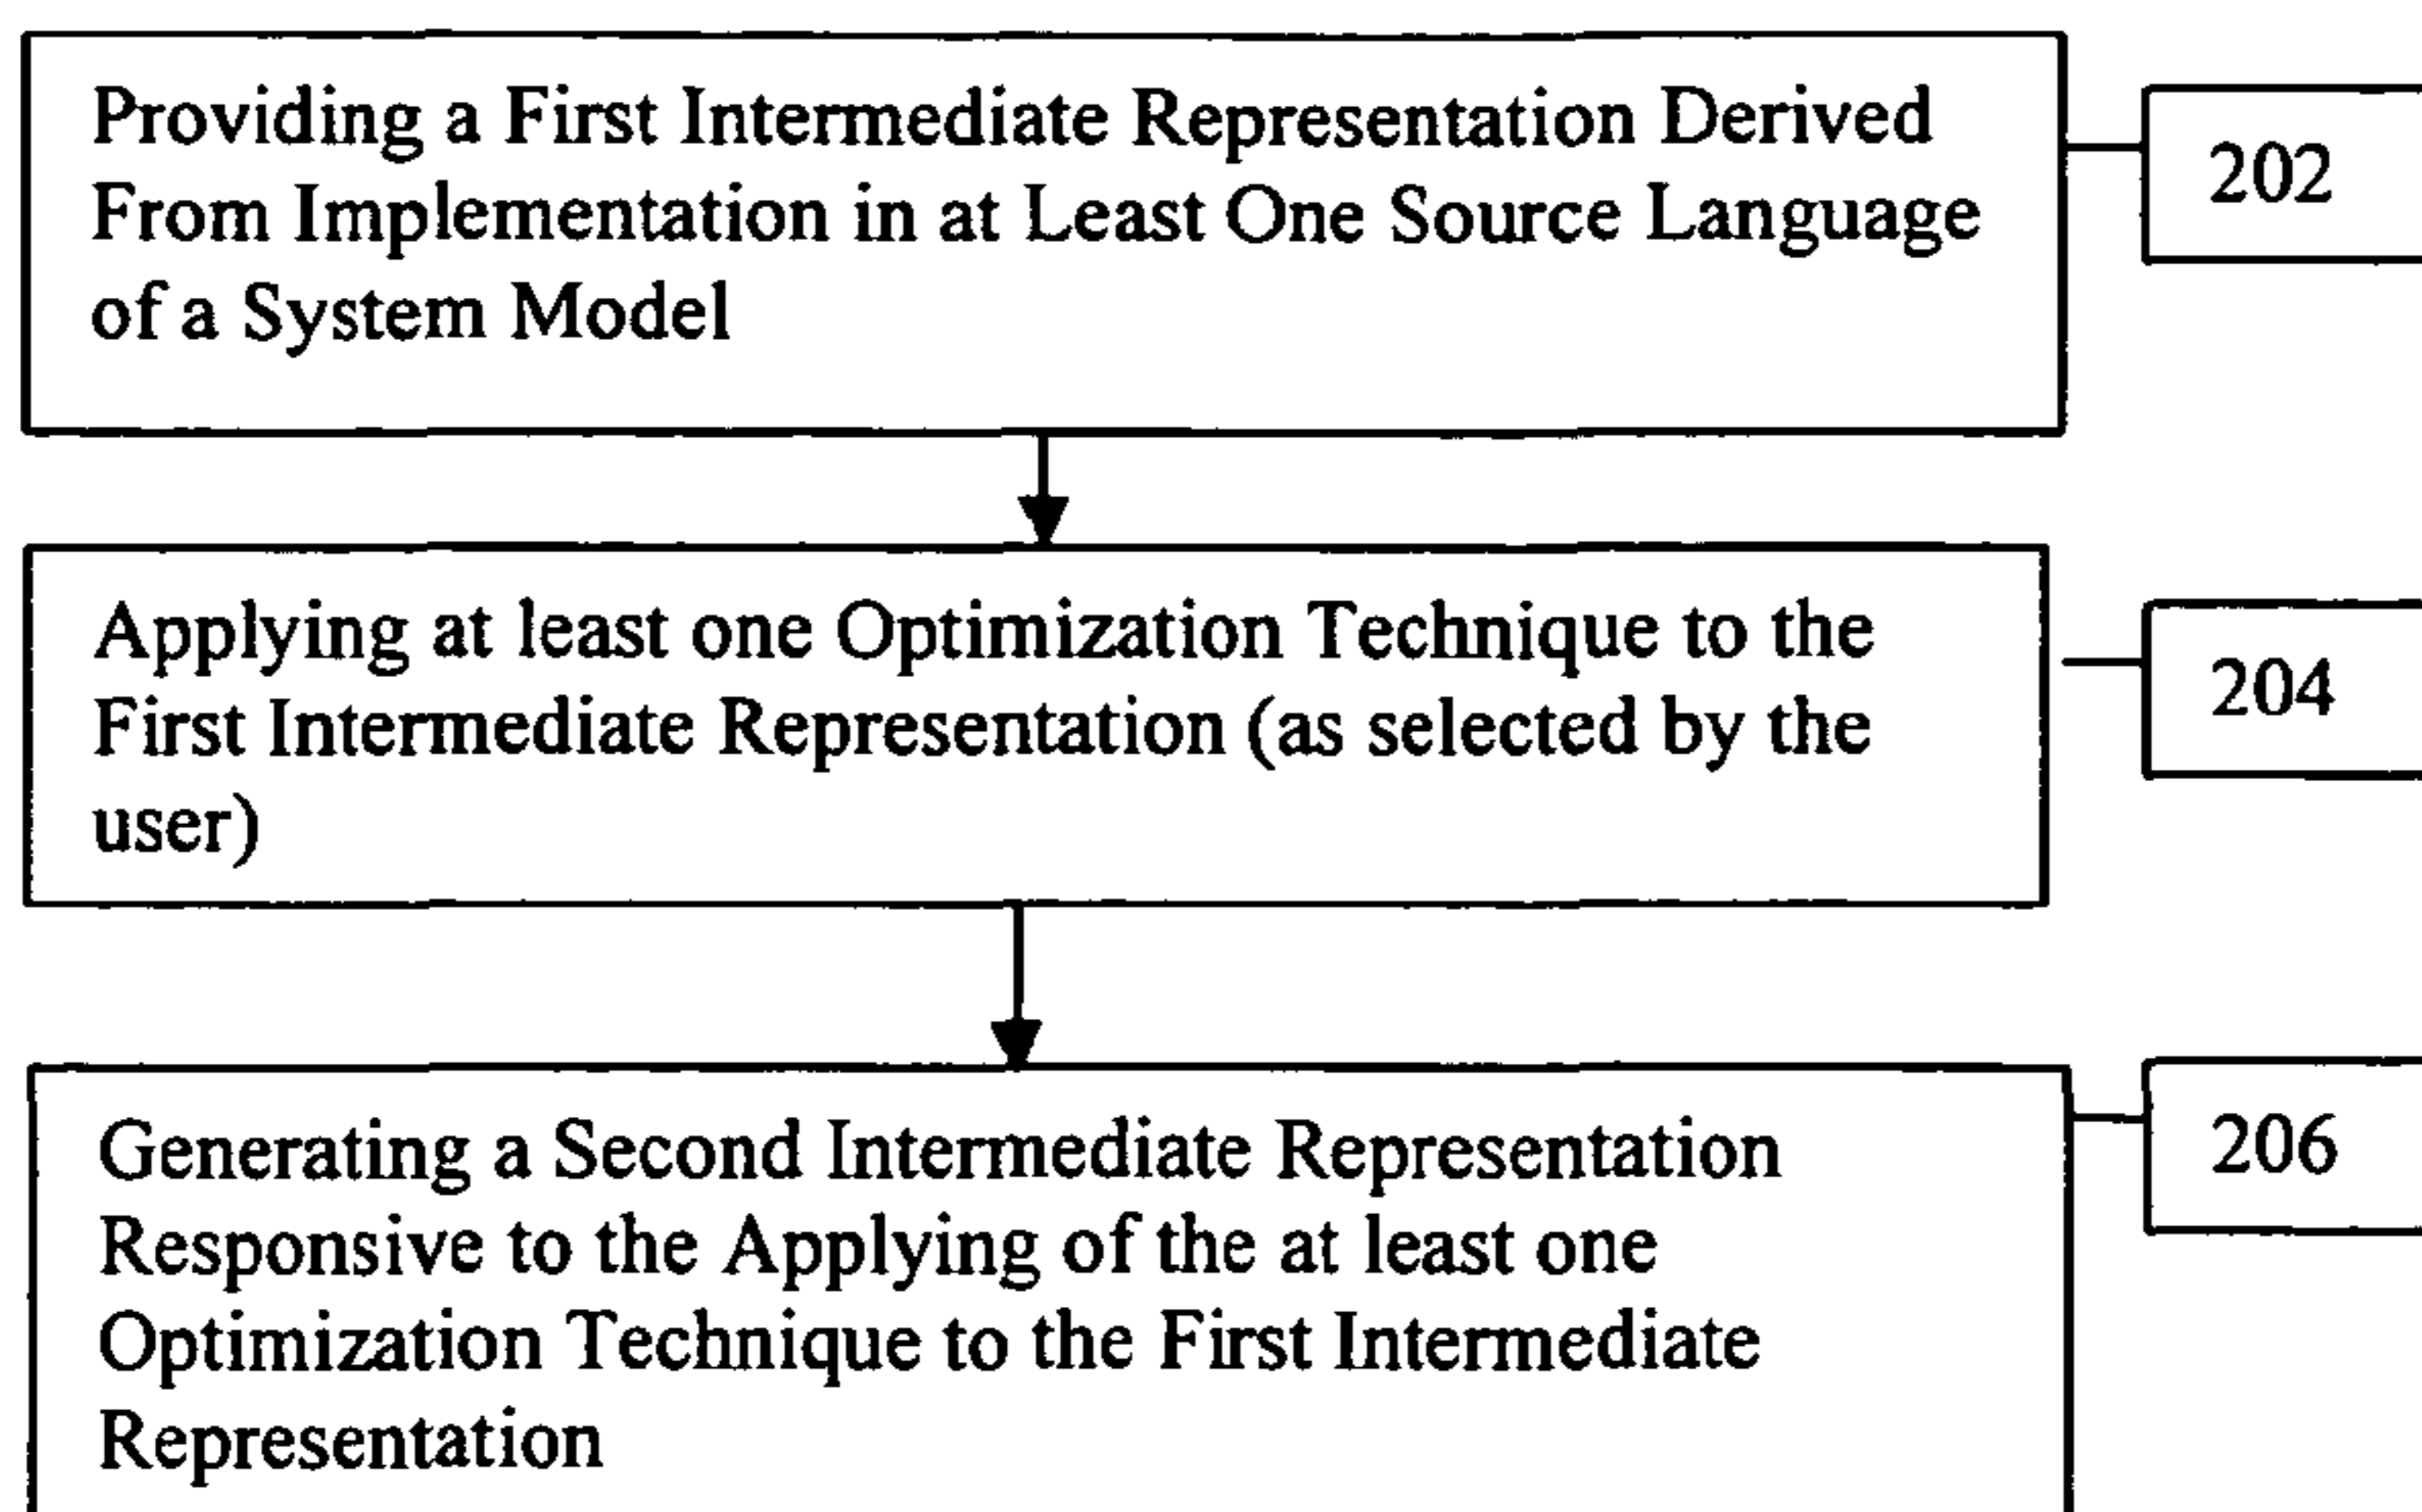 Providing a First Intermediate Representation Derived
From Implementation in at Least One Source Language
of a System Model
202
Applying at least one Optimization Technique to the
First Intermediate Representation (as selected by the
user)
204
Generating a Second Intermediate Representation
Responsive to the Applying of the at least one
Optimization Technique to the First Intermediate
Representation
206